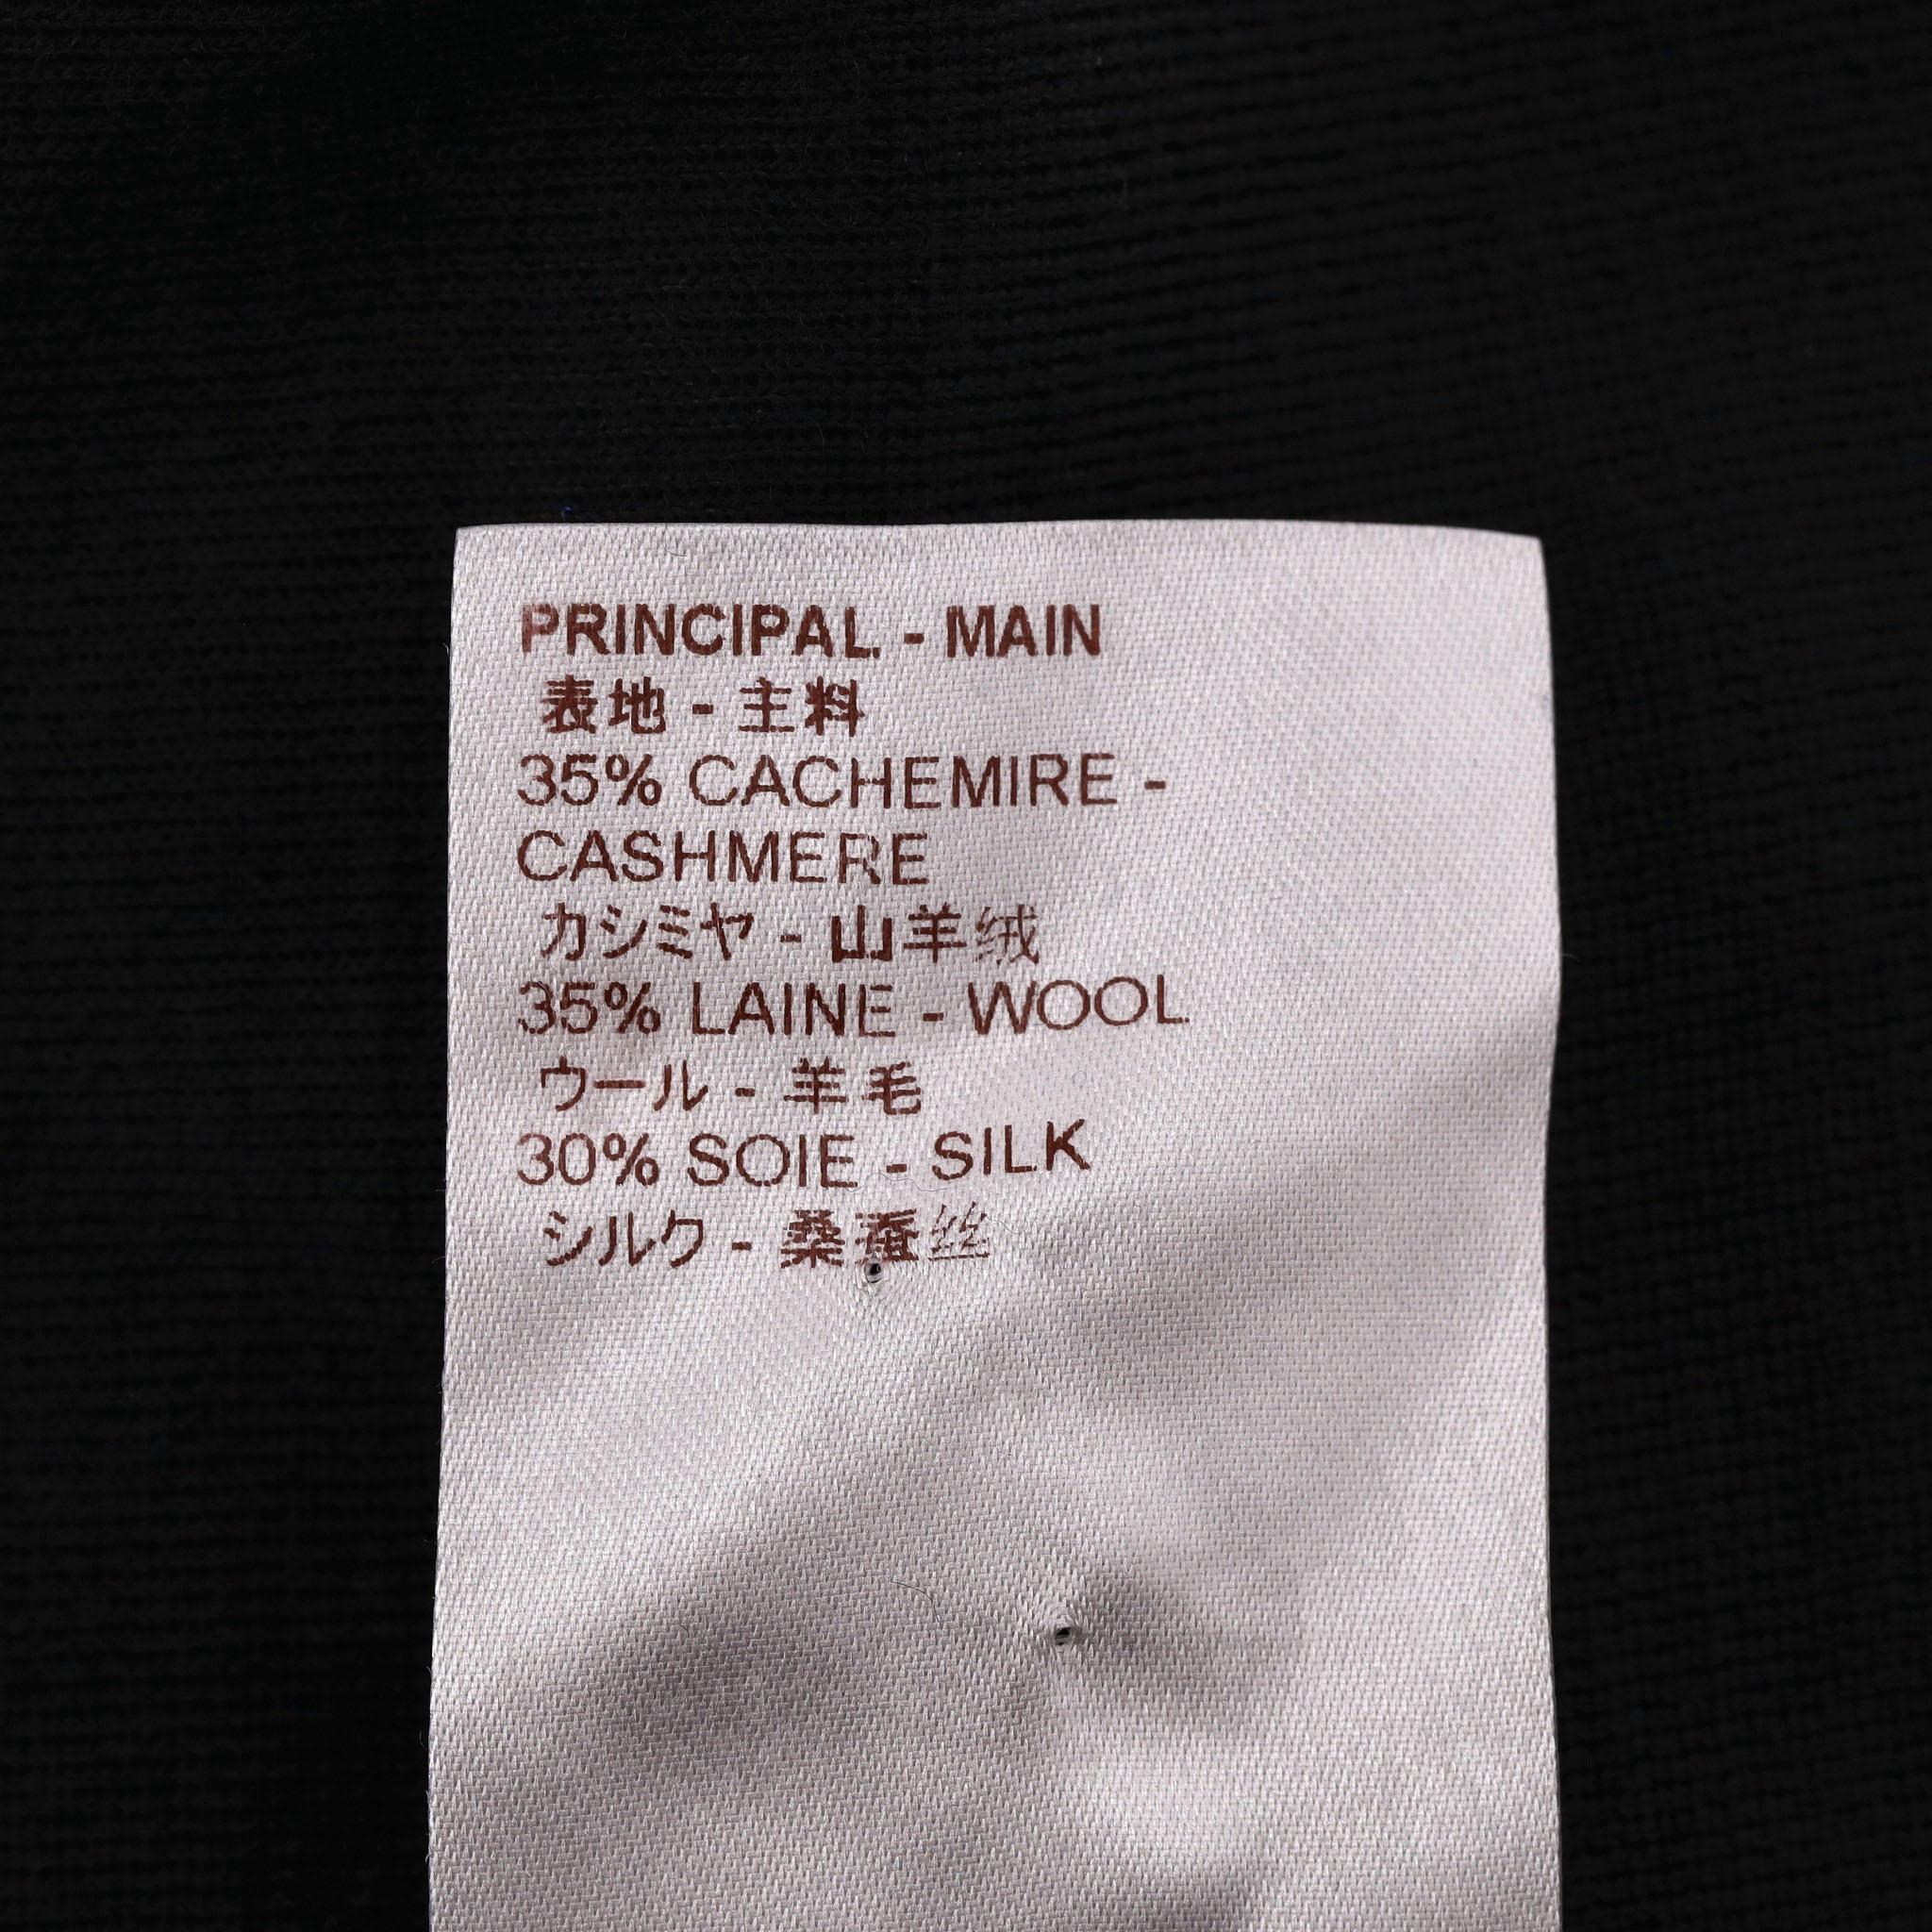 PRINCIPAL - MAIN
表地 - 主料
35% CACHEMIRE -
CASHMERE
カシミヤ - 山羊绒
35% LAINE - WOOL
ウール - 羊毛
30% SOIE - SILK
シルク - 桑蚕丝